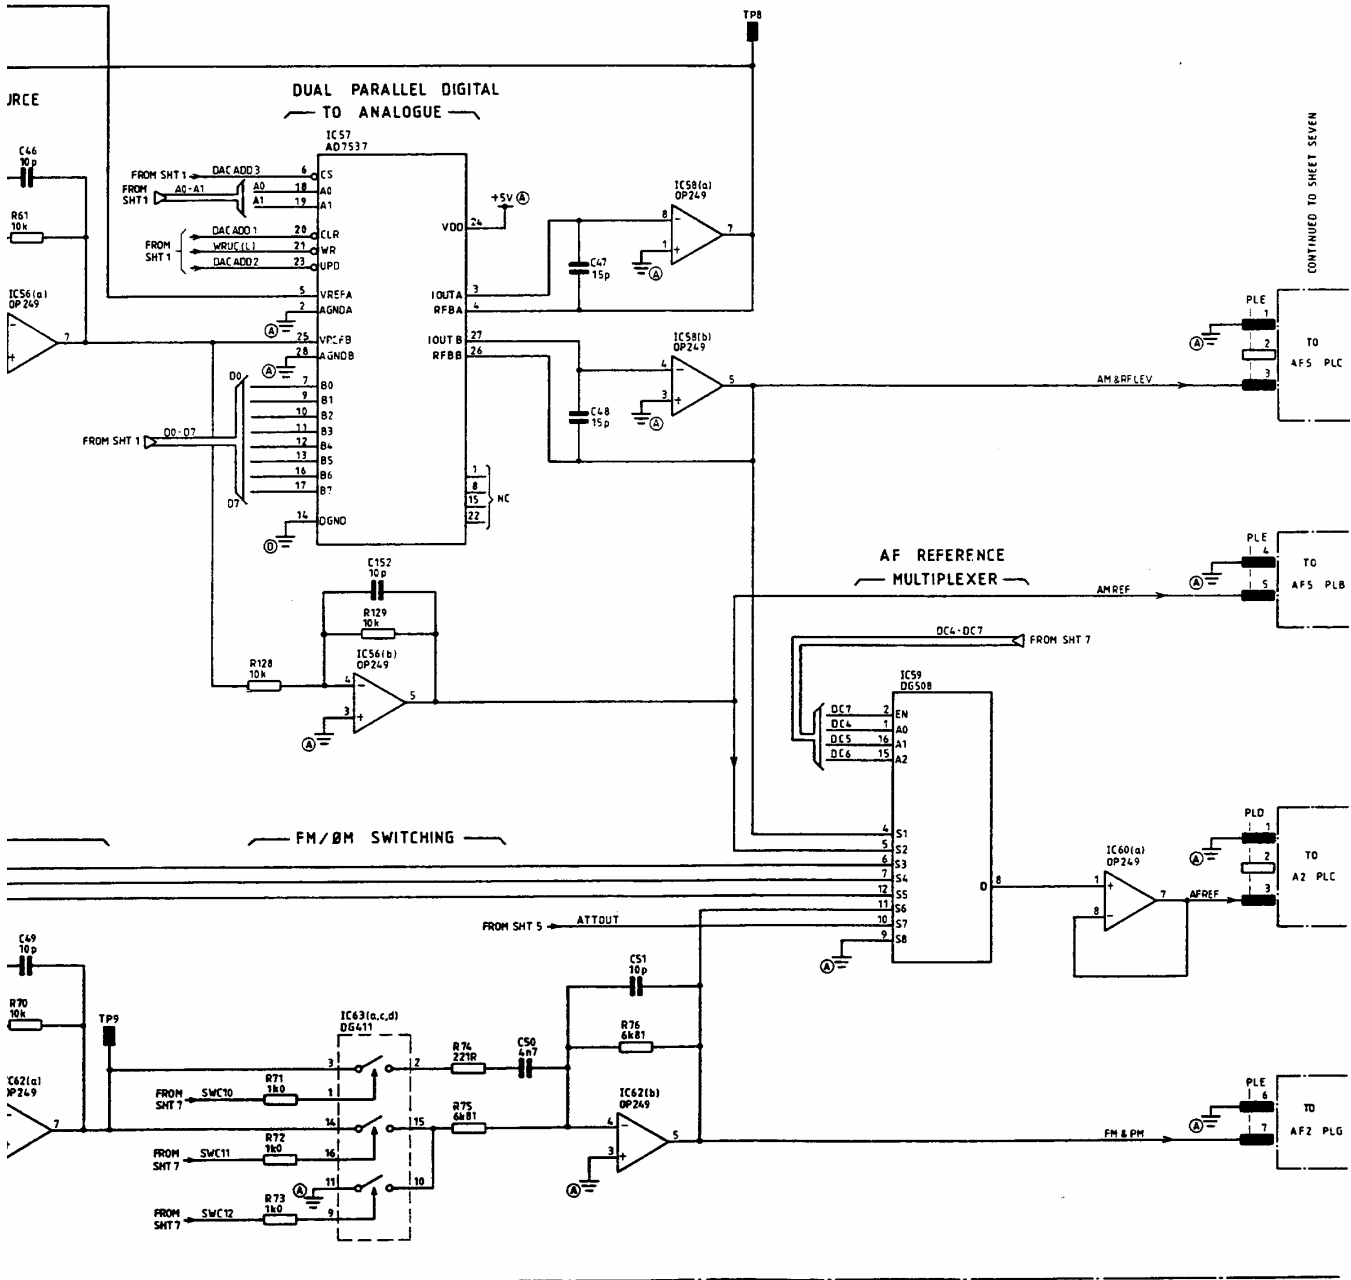 TP8
DUAL PARALLEL DIGITAL
TO ANALOGUE
URCE
IC57
AD7537
C46
10p
R61
10k
IC56(a)
OP249
7
FROM SHT 1
DAC ADD3
6
CS
FROM
SHT 1
A0-A1
A0
18
A0
A1
19
A1
FROM
SHT 1
DAC ADD 1
20
CLR
WRUC(L)
21
WR
DAC ADD2
23
UPD
5
VREFA
2
AGNDA
A
25
28
AGNDB
A
7
B0
9
B1
10
B2
11
B3
12
B4
13
B5
16
B6
17
B7
14
DGND
D
D0
D7
FROM SHT 1
D0-D7
VDD
24
+5V
A
IOUTA
3
RFBA
4
IOUTB
27
RFBB
26
1
8
15
22
NC
C47
15p
IC58(a)
OP249
8
1
7
A
IC58(b)
OP249
4
3
5
A
C48
15p
AM&RFLEV
CONTINUED TO SHEET SEVEN
PLE
1
2
3
A
TO
AF5 PLC
C152
10p
R129
10k
IC56(b)
OP249
R128
10k
4
3
5
A
AF REFERENCE
MULTIPLEXER
AMREF
PLE
4
5
A
TO
AF5 PLB
DC4-DC7
FROM SHT 7
IC59
DG508
DC7
2
EN
DC4
1
A0
DC5
16
A1
DC6
15
A2
4
S1
5
S2
6
S3
7
S4
12
S5
11
S6
10
S7
9
S8
A
D
8
FROM SHT 5
ATTOUT
IC60(a)
OP249
1
8
7
AFREF
PLD
1
2
3
A
TO
A2 PLC
FM/ØM SWITCHING
C49
10p
R70
10k
TP9
IC62(a)
OP249
7
IC63(a,c,d)
DG411
3
2
FROM
SHT 7
SWC10
R71
1k0
1
14
15
FROM
SHT 7
SWC11
R72
1k0
16
A
11
10
FROM
SHT 7
SWC12
R73
1k0
9
R74
221R
C50
4n7
R75
6k81
C51
10p
R76
6k81
IC62(b)
OP249
4
3
5
A
FM & PM
PLE
6
7
A
TO
AF2 PLG